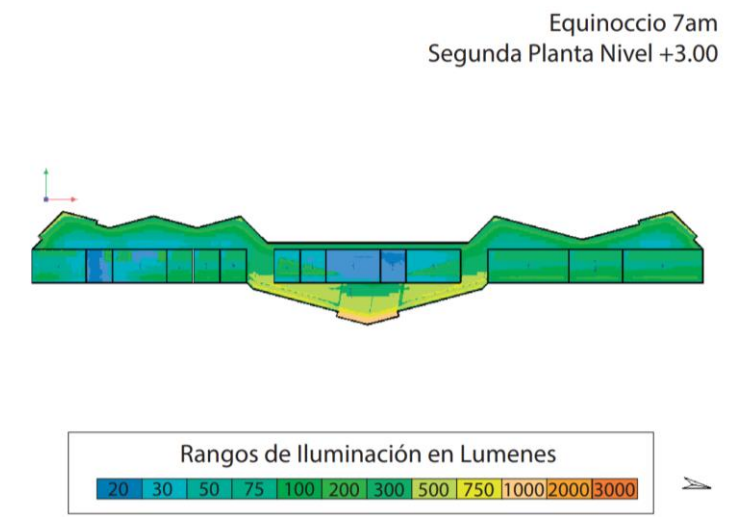 Equinoccio 7am
Segunda Planta Nivel +3.00
Rangos de Iluminación en Lumenes
20 30 50 75 100 200 300 500 750 1000 2000 3000